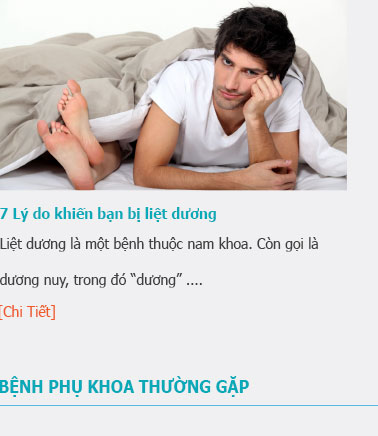 7 Lý do khiến bạn bị liệt dương
Liệt dương là một bệnh thuộc nam khoa. Còn gọi là
dương nuy, trong đó “dương” ....
[Chi Tiết]
BỆNH PHỤ KHOA THƯỜNG GẶP